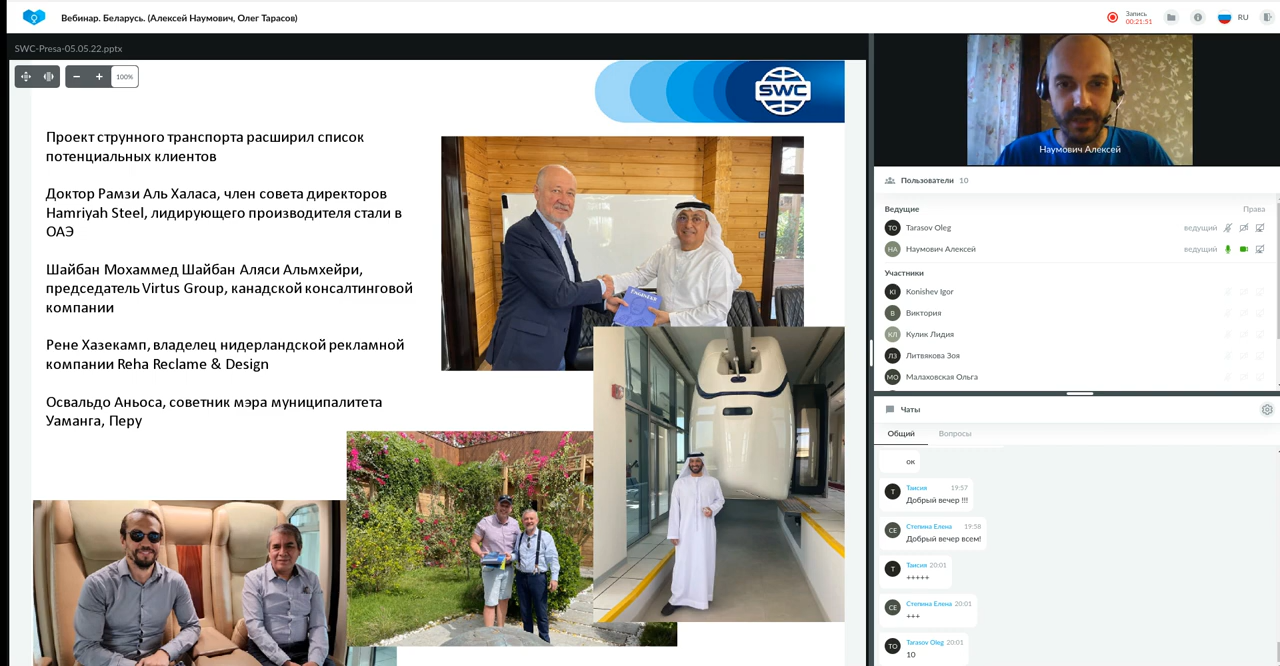 Вебинар. Беларусь. (Алексей Наумович, Олег Тарасов)
Запись
00:21:51
RU
SWC-Presa-05.05.22.pptx
100%
SWC
Проект струнного транспорта расширил список
потенциальных клиентов
Доктор Рамзи Аль Халаса, член совета директоров
Hamriyah Steel, лидирующего производителя стали в
ОАЭ
Шайбан Мохаммед Шайбан Аляси Альмхейри,
председатель Virtus Group, канадской консалтинговой
компании
Рене Хазекамп, владелец нидерландской рекламной
компании Reha Reclame & Design
Освальдо Аньоса, советник мэра муниципалитета
Уаманга, Перу
Наумович Алексей
Пользователи 10
Ведущие Права
TO Tarasov Oleg ведущий
НА Наумович Алексей ведущий
Участники
KI Konishev Igor
В Виктория
КЛ Кулик Лидия
ЛЗ Литвякова Зоя
МО Малаховская Ольга
Чаты
Общий Вопросы
ок
Т Таисия 19:57
Добрый вечер !!!
СЕ Степина Елена 19:58
Добрый вечер всем!
Т Таисия 20:01
+++++
СЕ Степина Елена 20:01
+++
TO Tarasov Oleg 20:01
10